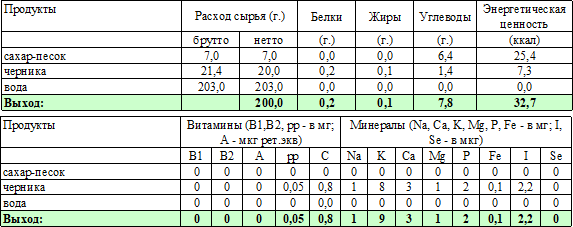 Продукты Расход сырья (г.) Белки Жиры Углеводы Энергетическая ценность
брутто нетто (г.) (г.) (г.) (ккал)
сахар-песок 7,0 7,0 0,0 0,0 6,4 25,4
черника 21,4 20,0 0,2 0,1 1,4 7,3
вода 203,0 203,0 0,0 0,0 0,0 0,0
Выход: 200,0 0,2 0,1 7,8 32,7
Продукты Витамины (В1,В2, рр - в мг; А - мкг рет.экв) Минералы (Na, Ca, K, Mg, P, Fe - в мг; I, Se - в мкг)
В1 В2 А рр С Na K Ca Mg P Fe I Se
сахар-песок 0 0 0 0 0 0 0 0 0 0 0 0 0
черника 0 0 0 0,05 0,8 1 8 3 1 2 0,1 2,2 0
вода 0 0 0 0 0,0 0 0 0 0 0 0 0 0
Выход: 0 0 0 0,05 0,8 1 9 3 1 2 0,1 2,2 0